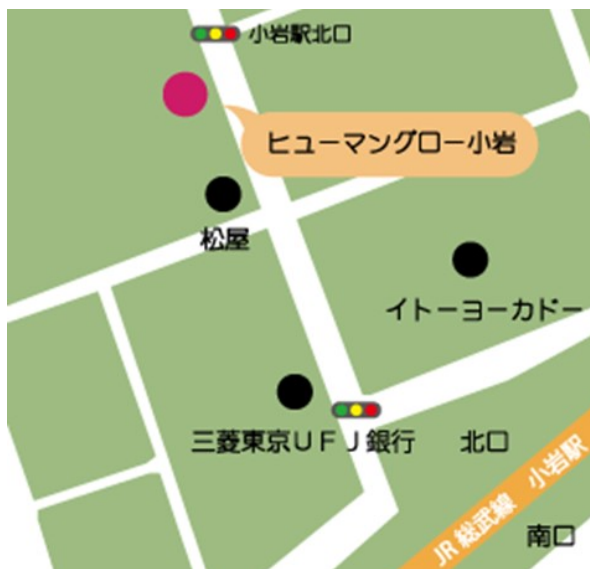 小岩駅北口
ヒューマングロー小岩
松屋
イトーヨーカドー
三菱東京UFJ銀行
北口
JR 総武線 小岩駅
南口